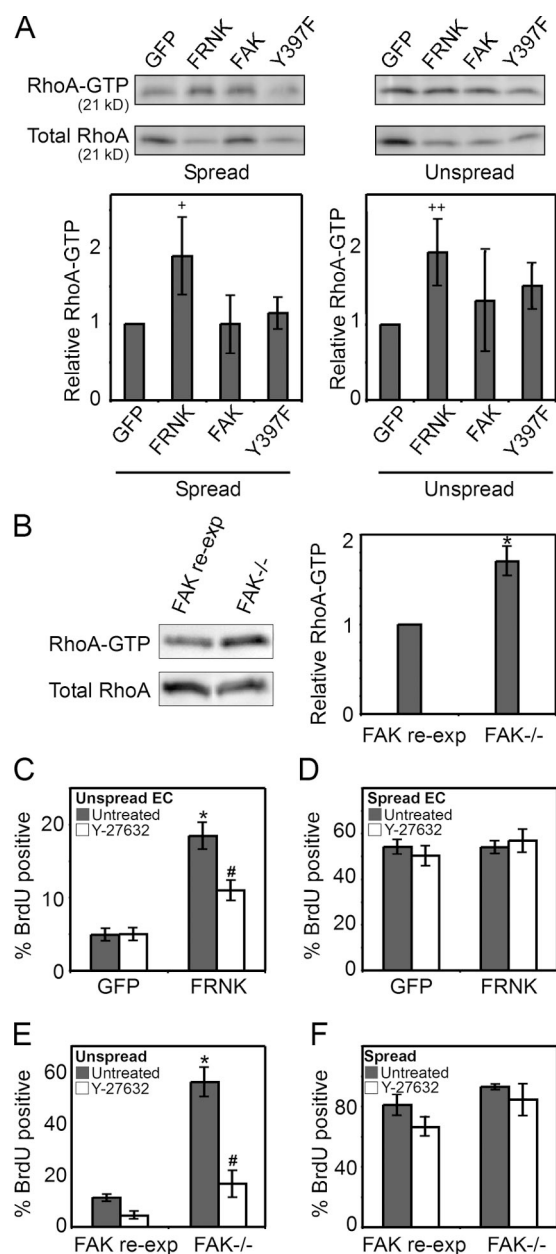 A
GFP FRNK FAK Y397F GFP FRNK FAK Y397F
RhoA-GTP
(21 kD)
Total RhoA
(21 kD)
Spread Unspread
Relative RhoA-GTP
2
1
0
+
GFP FRNK FAK Y397F
Spread
Relative RhoA-GTP
2
1
0
++
GFP FRNK FAK Y397F
Unspread
B
FAK re-exp FAK-/-
RhoA-GTP
Total RhoA
Relative RhoA-GTP
2
1
0
*
FAK re-exp FAK-/-
C
Unspread EC
Untreated
Y-27632
% BrdU positive
20
10
0
*
#
GFP FRNK
D
Spread EC
Untreated
Y-27632
% BrdU positive
60
40
20
0
GFP FRNK
E
Unspread
Untreated
Y-27632
% BrdU positive
60
40
20
0
*
#
FAK re-exp FAK-/-
F
Spread
Untreated
Y-27632
% BrdU positive
80
40
0
FAK re-exp FAK-/-